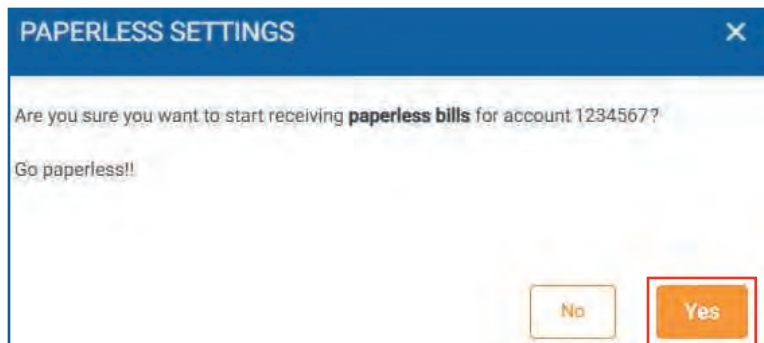 PAPERLESS SETTINGS ×
Are you sure you want to start receiving paperless bills for account 1234567?
Go paperless!!
No Yes